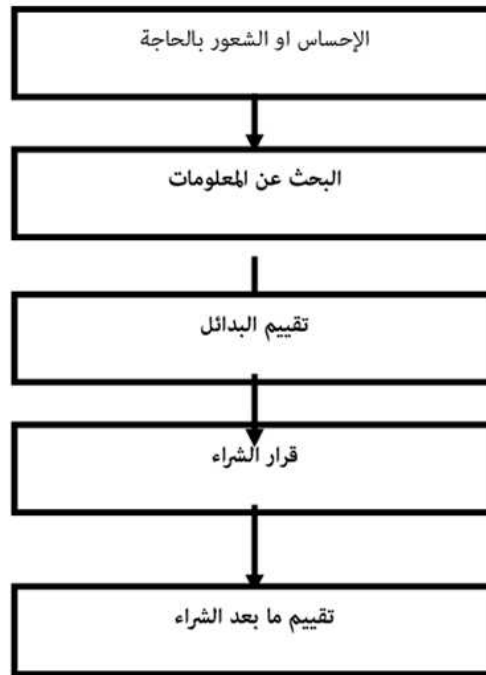 الإحساس او الشعور بالحاجة
البحث عن المعلومات
تقييم البدائل
قرار الشراء
تقييم ما بعد الشراء